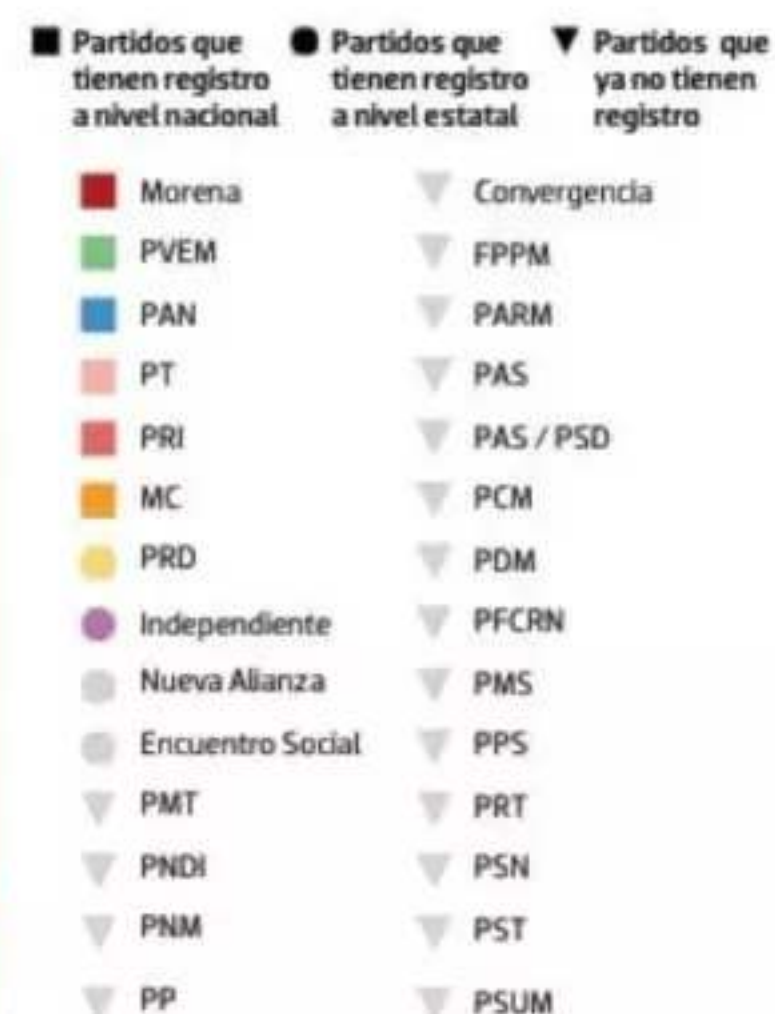 Partidos que
tienen registro
a nivel nacional
Partidos que
tienen registro
a nivel estatal
Partidos que
ya no tienen
registro
Morena
PVEM
PAN
PT
PRI
MC
PRD
Independiente
Nueva Alianza
Encuentro Social
PMT
PNDI
PNM
PP
Convergencia
FPPM
PARM
PAS
PAS / PSD
PCM
PDM
PFCRN
PMS
PPS
PRT
PSN
PST
PSUM